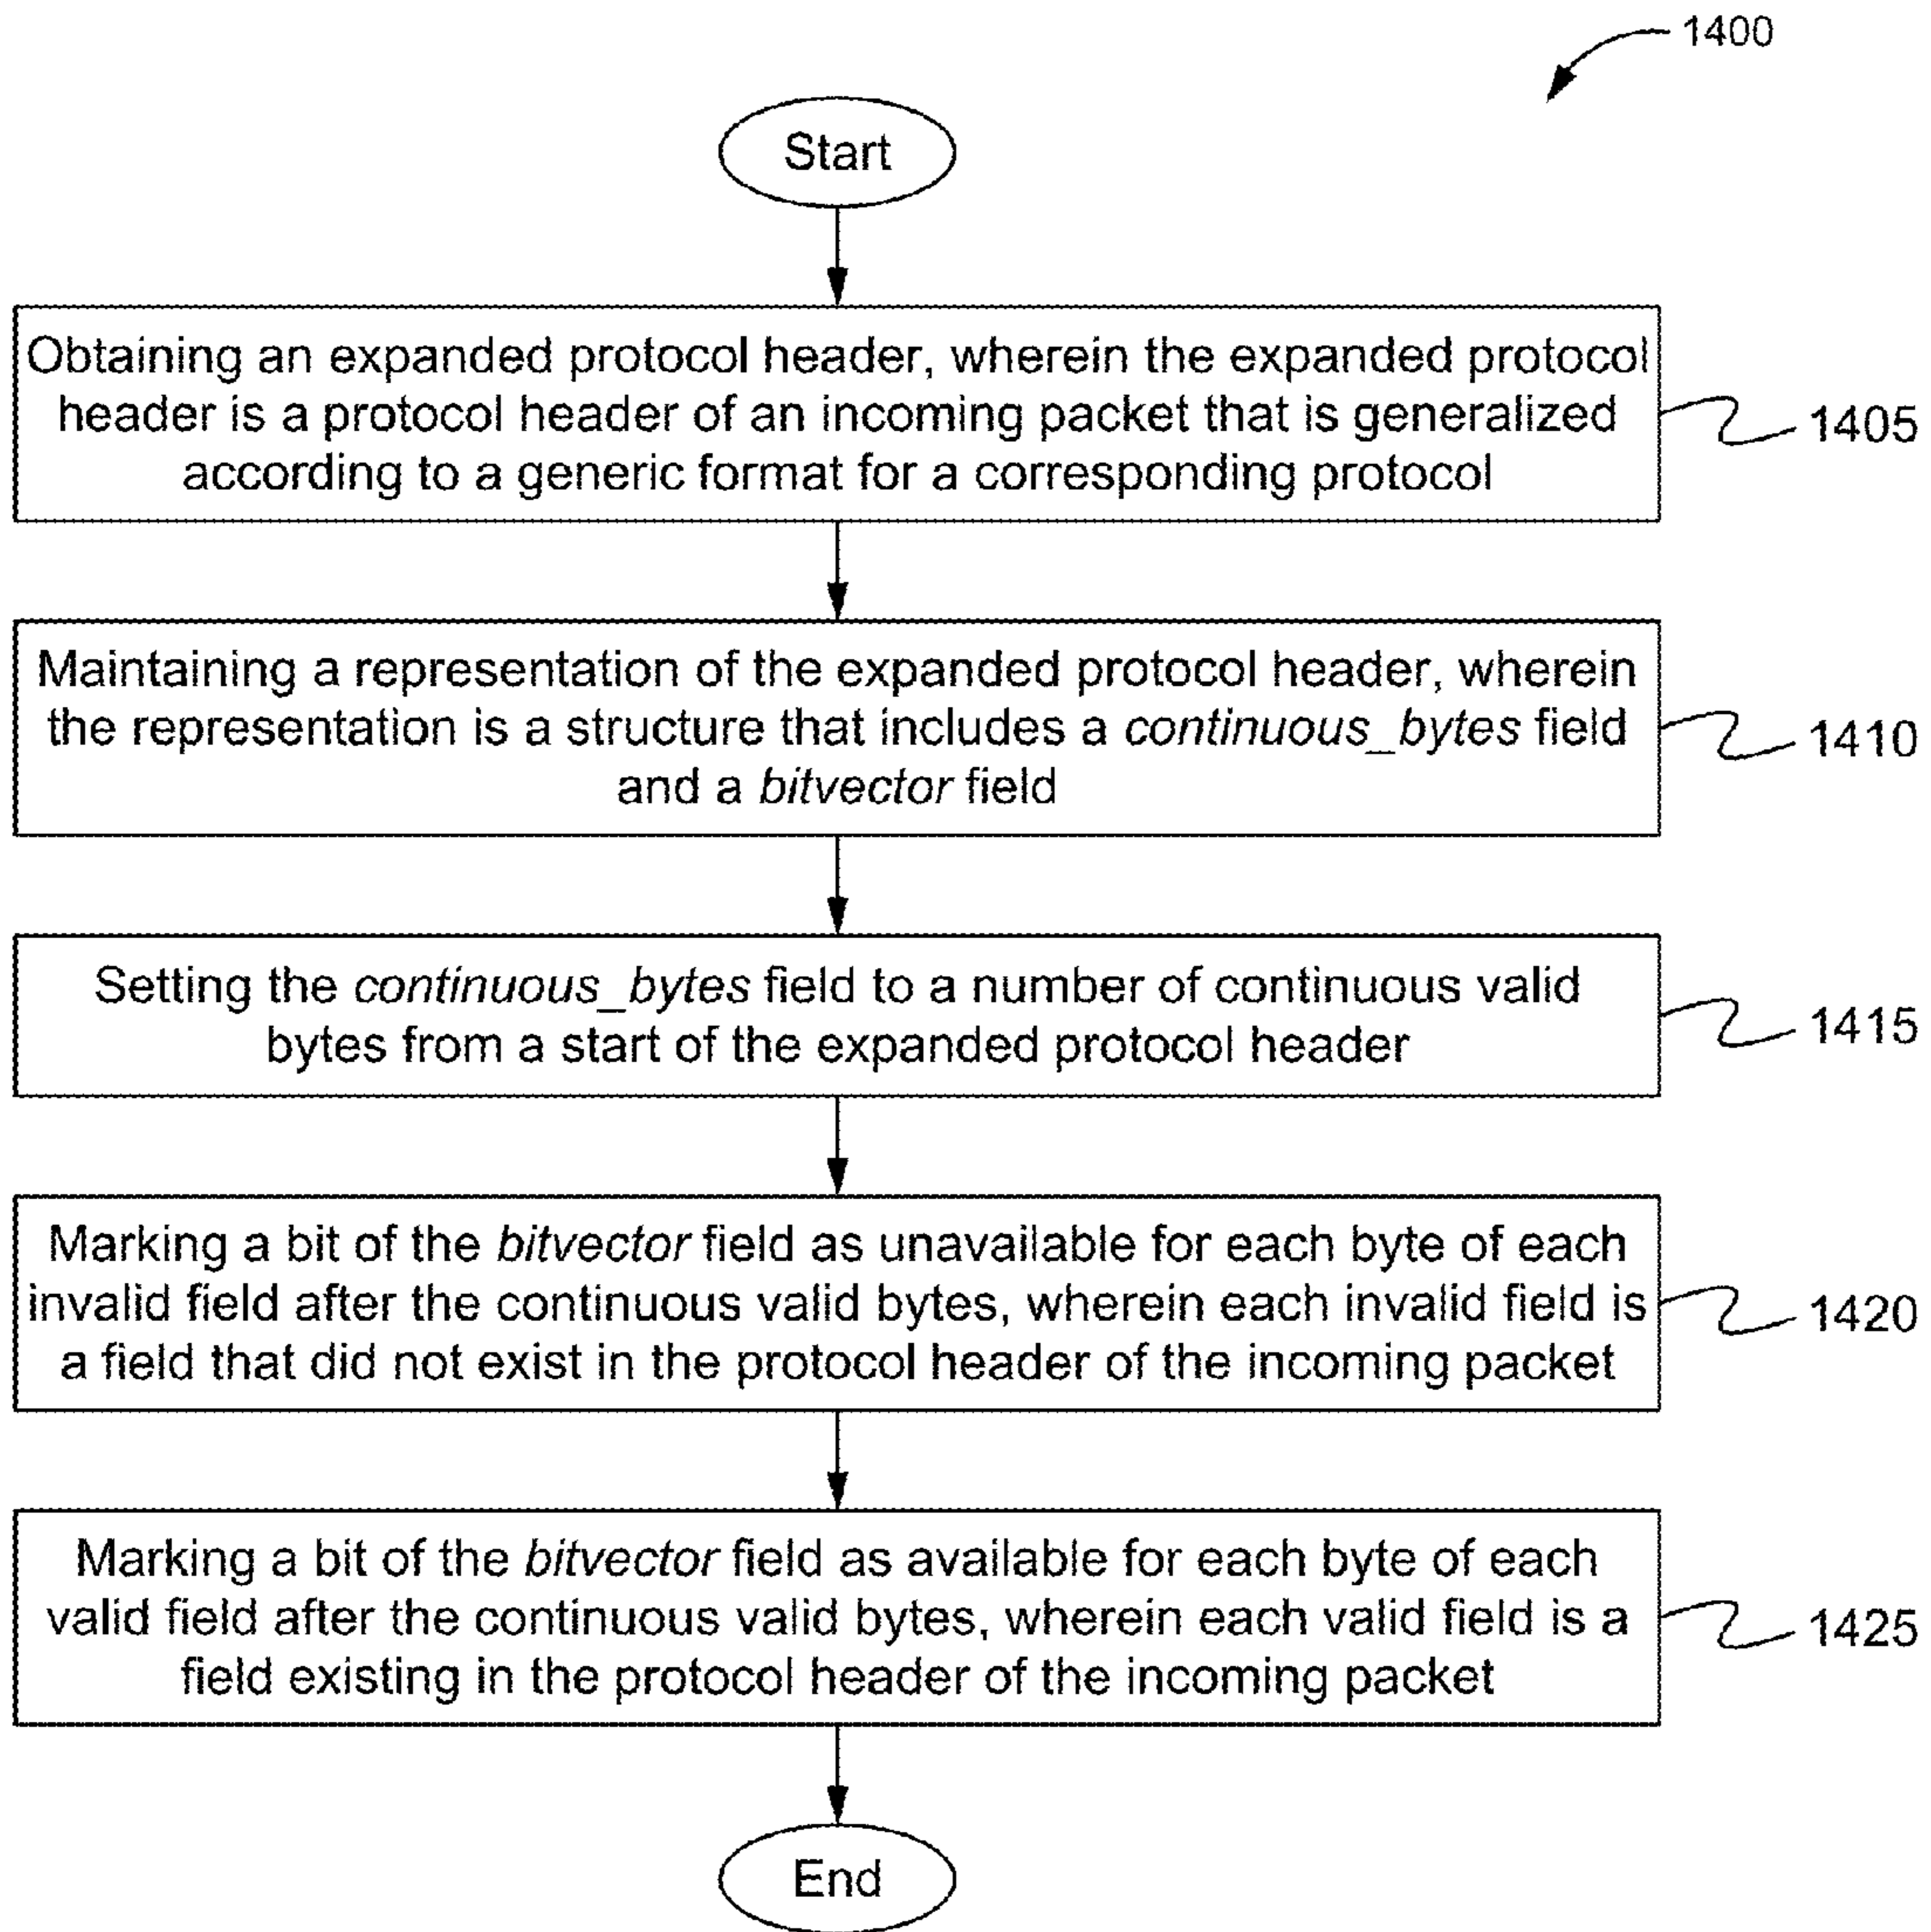 1400
Start
Obtaining an expanded protocol header, wherein the expanded protocol
header is a protocol header of an incoming packet that is generalized
according to a generic format for a corresponding protocol
1405
Maintaining a representation of the expanded protocol header, wherein
the representation is a structure that includes a continuous_bytes field
and a bitvector field
1410
Setting the continuous_bytes field to a number of continuous valid
bytes from a start of the expanded protocol header
1415
Marking a bit of the bitvector field as unavailable for each byte of each
invalid field after the continuous valid bytes, wherein each invalid field is
a field that did not exist in the protocol header of the incoming packet
1420
Marking a bit of the bitvector field as available for each byte of each
valid field after the continuous valid bytes, wherein each valid field is a
field existing in the protocol header of the incoming packet
1425
End